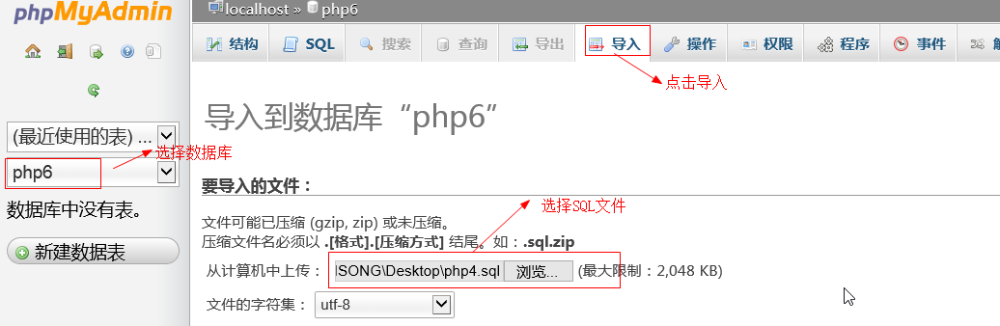 phpMyAdmin
localhost » php6
结构 SQL 搜索 查询 导出 导入 操作 权限 程序 事件
点击导入
导入到数据库“php6”
(最近使用的表) ...
选择数据库
php6
数据库中没有表。
新建数据表
要导入的文件：
选择SQL文件
文件可能已压缩 (gzip, zip) 或未压缩。
压缩文件名必须以 .[格式].[压缩方式] 结尾。如：.sql.zip
从计算机中上传： SONG\Desktop\php4.sql 浏览... (最大限制：2,048 KB)
文件的字符集： utf-8